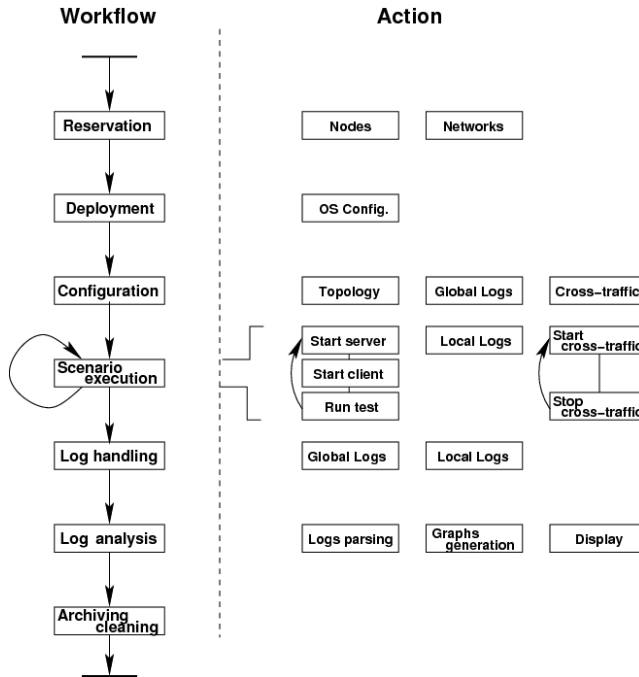 Workflow
Action
Reservation
Nodes
Networks
Deployment
OS Config.
Configuration
Topology
Global Logs
Cross-traffic
Scenario
execution
Start server
Local Logs
Start
cross-traffic
Start client
Run test
Stop
cross-traffic
Log handling
Global Logs
Local Logs
Log analysis
Logs parsing
Graphs
generation
Display
Archiving
cleaning